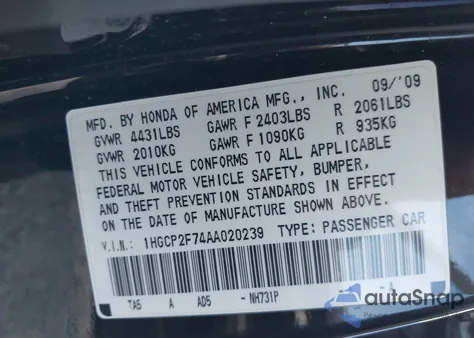 09/'09
MFD. BY HONDA OF AMERICA MFG., INC.
GVWR 4431LBS GAWR F 2403LBS R 2061LBS
GVWR 2010KG GAWR F 1090KG R 935KG
THIS VEHICLE CONFORMS TO ALL APPLICABLE
FEDERAL MOTOR VEHICLE SAFETY, BUMPER,
AND THEFT PREVENTION STANDARDS IN EFFECT
ON THE DATE OF MANUFACTURE SHOWN ABOVE.
V.I.N.: 1HGCP2F74AA020239 TYPE: PASSENGER CAR
TA5 A AD5 -NH731P -A
autoSnap